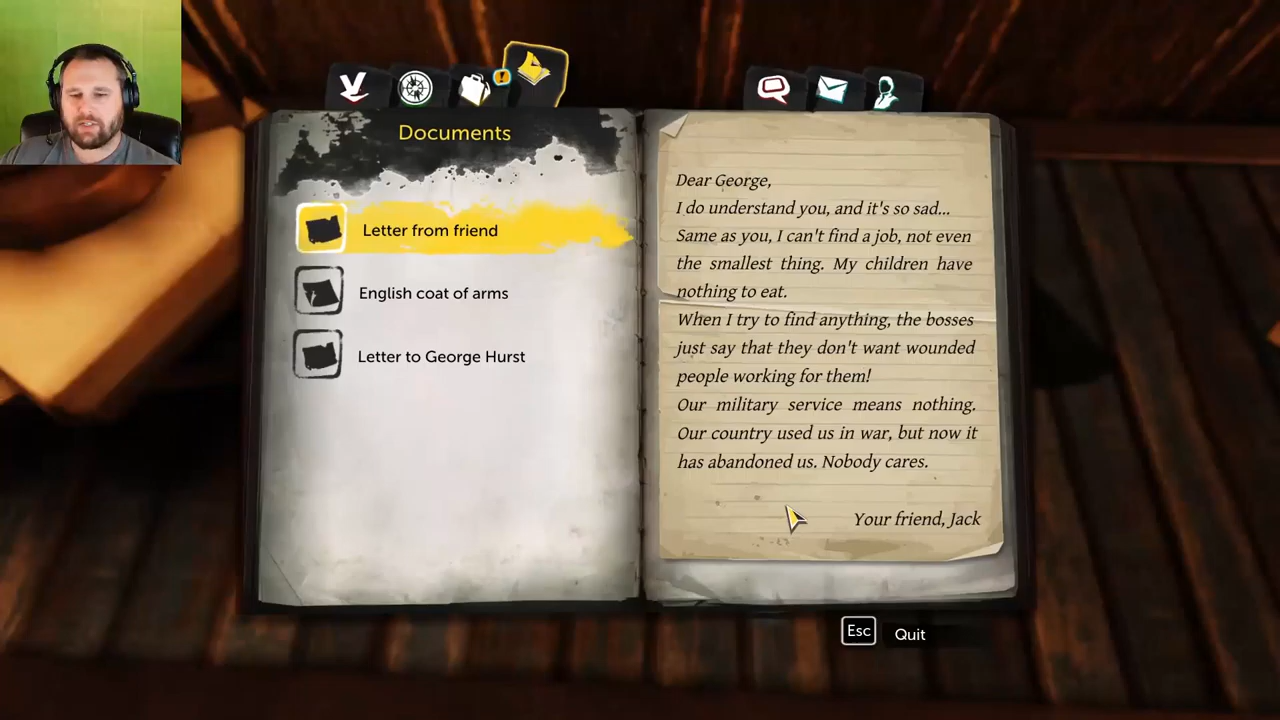 Documents
Letter from friend
English coat of arms
Letter to George Hurst
Dear George,
I do understand you, and it's so sad...
Same as you, I can't find a job, not even
the smallest thing. My children have
nothing to eat.
When I try to find anything, the bosses
just say that they don't want wounded
people working for them!
Our military service means nothing.
Our country used us in war, but now it
has abandoned us. Nobody cares.
Your friend, Jack
Esc Quit